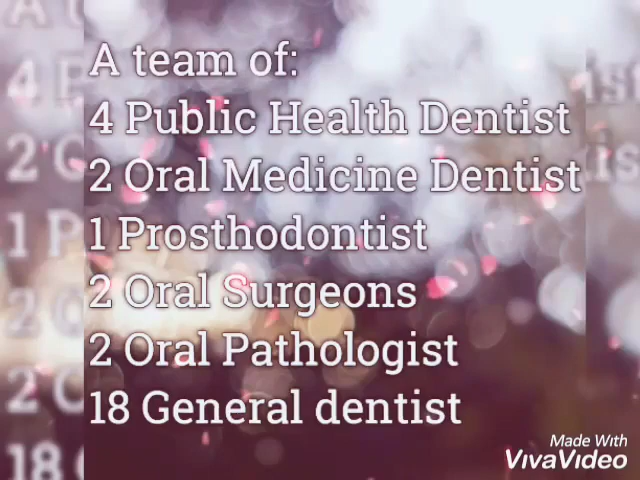 A team of:
4 Public Health Dentist
2 Oral Medicine Dentist
1 Prosthodontist
2 Oral Surgeons
2 Oral Pathologist
18 General dentist
Made With
VivaVideo